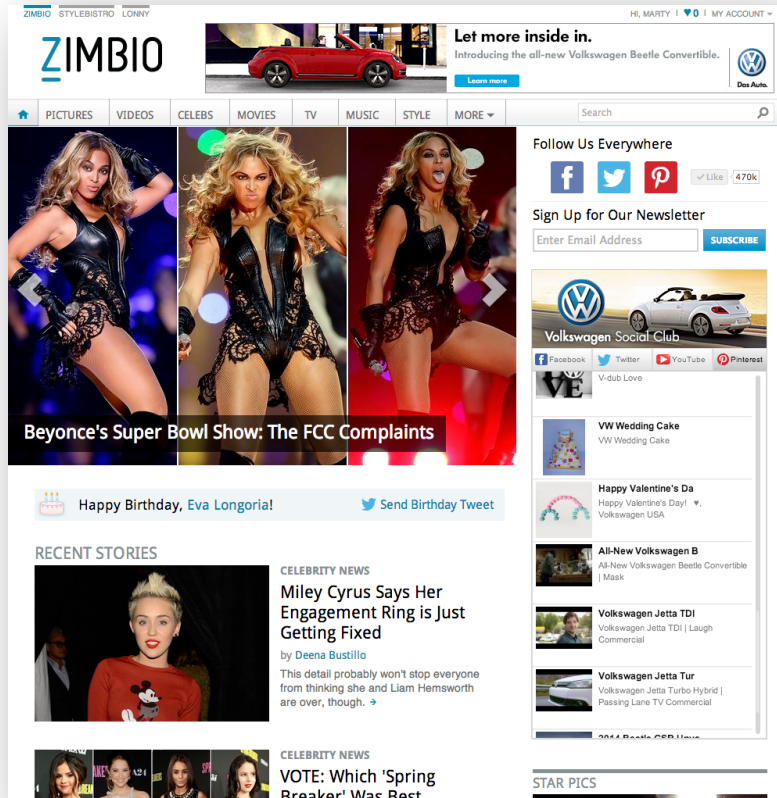 ZIMBIO STYLEBISTRO LONNY
HI, MARTY | ♥ 0 | MY ACCOUNT
ZIMBIO
Let more inside in.
Introducing the all-new Volkswagen Beetle Convertible.
Learn more
Das Auto.
PICTURES VIDEOS CELEBS MOVIES TV MUSIC STYLE MORE
Search
Beyonce's Super Bowl Show: The FCC Complaints
Happy Birthday, Eva Longoria!
Send Birthday Tweet
RECENT STORIES
CELEBRITY NEWS
Miley Cyrus Says Her
Engagement Ring is Just
Getting Fixed
by Deena Bustillo
This detail probably won't stop everyone
from thinking she and Liam Hemsworth
are over, though.
CELEBRITY NEWS
VOTE: Which 'Spring
Breaker' Was Best
Follow Us Everywhere
Like 470k
Sign Up for Our Newsletter
Enter Email Address
SUBSCRIBE
Volkswagen Social Club
Facebook Twitter YouTube Pinterest
VE
V-dub Love
VW Wedding Cake
VW Wedding Cake
Happy Valentine's Da
Happy Valentine's Day! ♥,
Volkswagen USA
All-New Volkswagen B
All-New Volkswagen Beetle Convertible
| Mask
Volkswagen Jetta TDI
Volkswagen Jetta TDI | Laugh
Commercial
Volkswagen Jetta Tur
Volkswagen Jetta Turbo Hybrid |
Passing Lane TV Commercial
2014 Beetle GSR Unve
STAR PICS